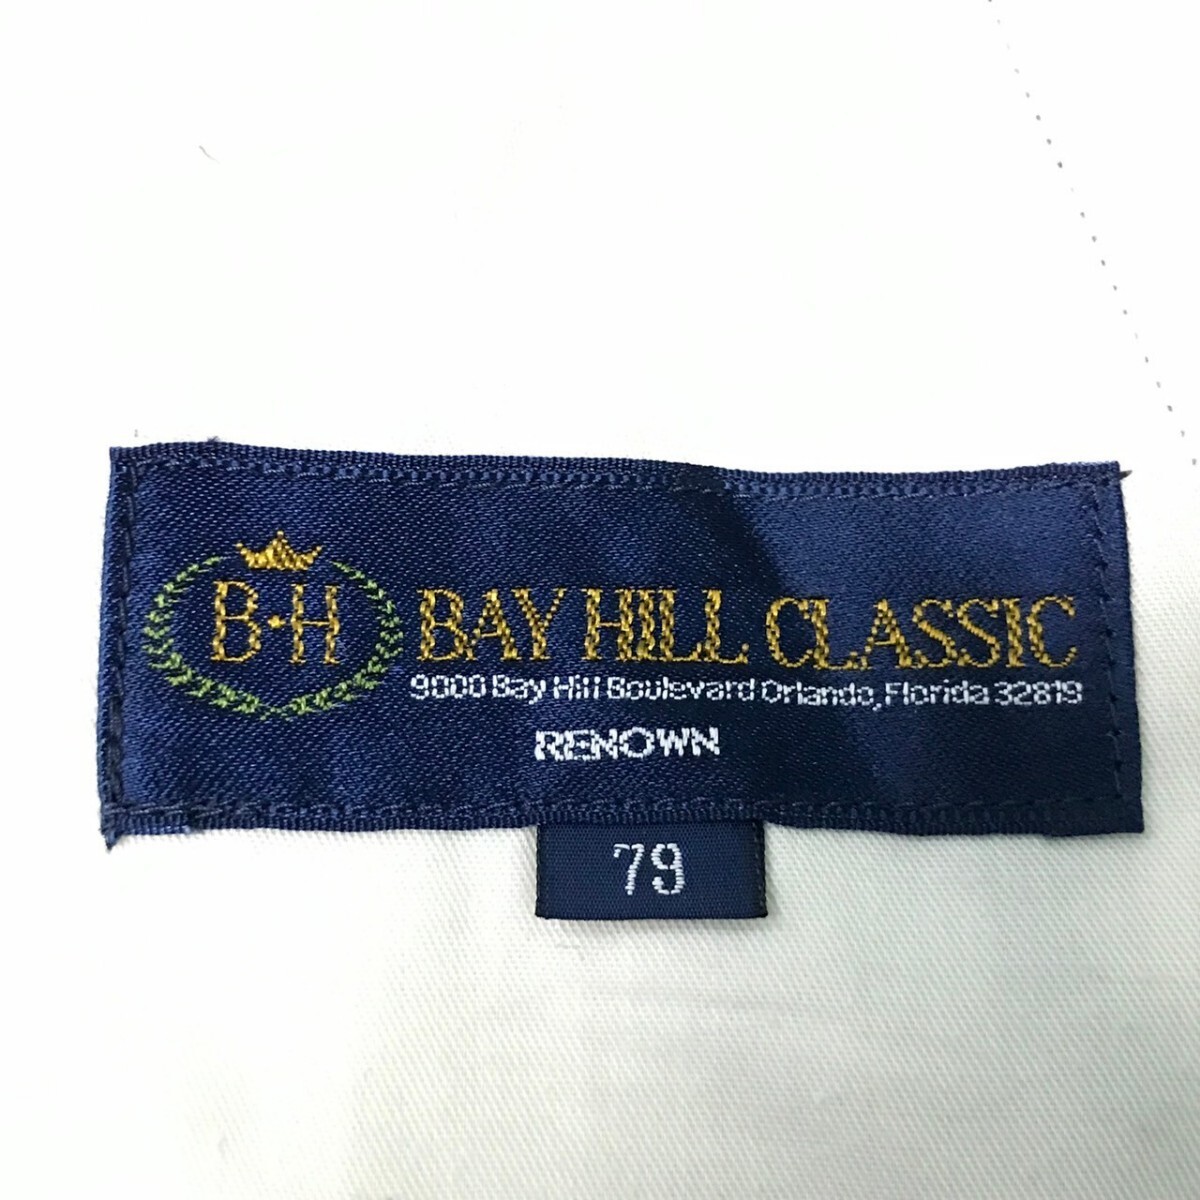 B·H
BAY HILL CLASSIC
9000 Bay Hill Boulevard Orlando, Florida 32819
RENOWN
79